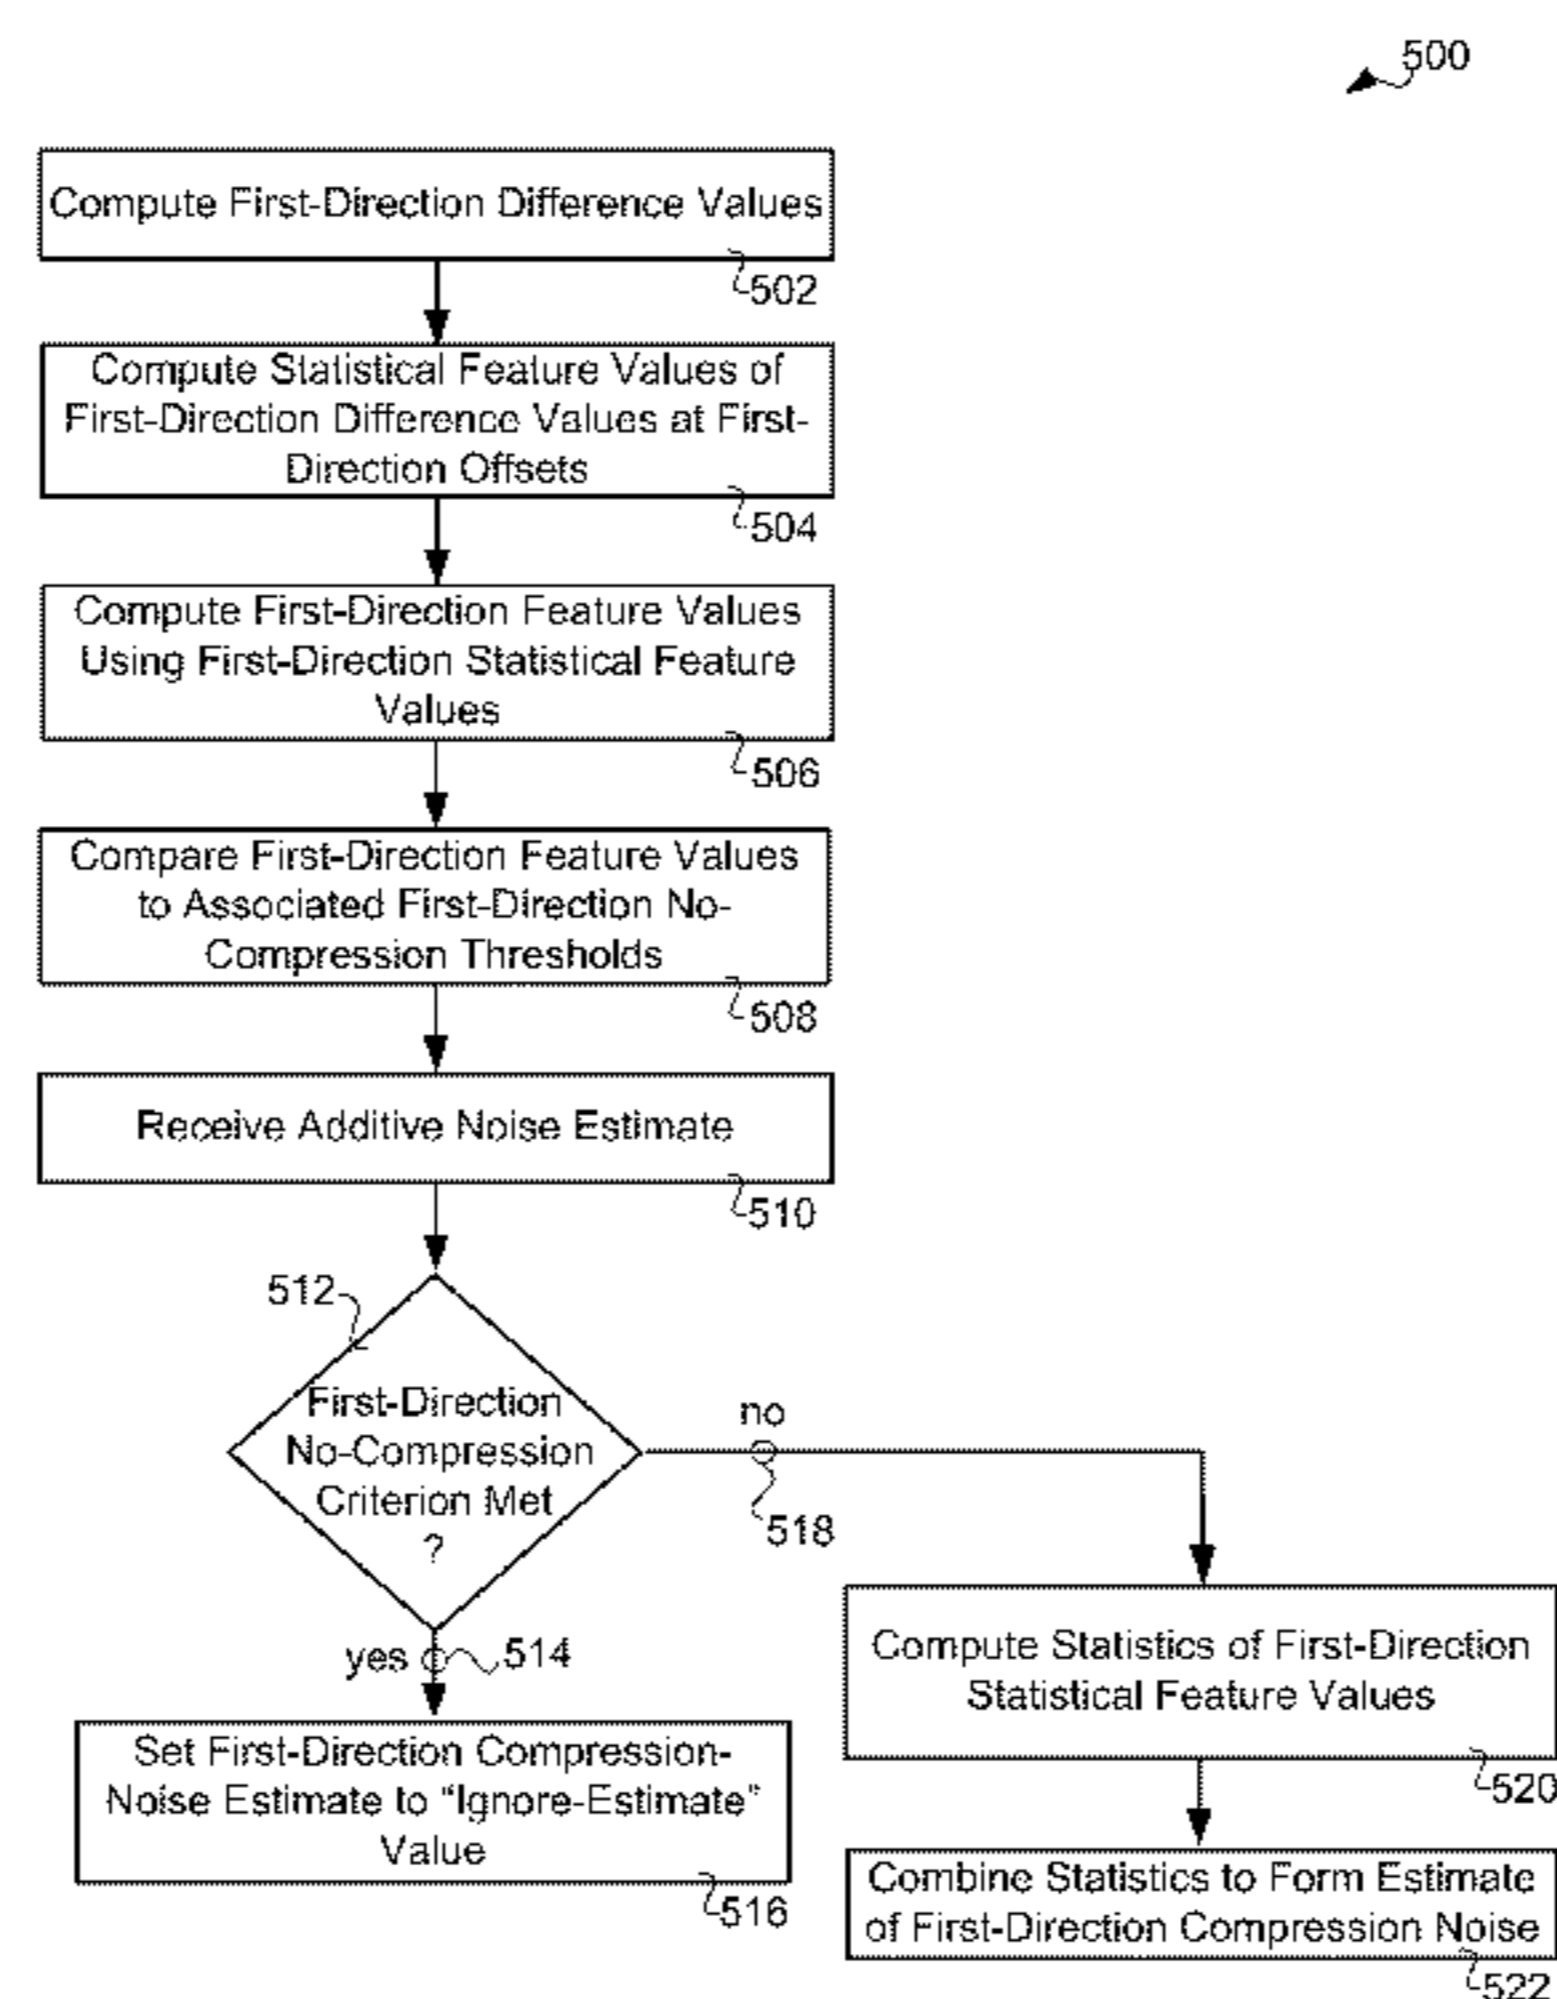 500
Compute First-Direction Difference Values
502
Compute Statistical Feature Values of
First-Direction Difference Values at First-
Direction Offsets
504
Compute First-Direction Feature Values
Using First-Direction Statistical Feature
Values
506
Compare First-Direction Feature Values
to Associated First-Direction No-
Compression Thresholds
508
Receive Additive Noise Estimate
510
512
First-Direction
No-Compression
Criterion Met
?
no
518
yes
514
Set First-Direction Compression-
Noise Estimate to “Ignore-Estimate”
Value
516
Compute Statistics of First-Direction
Statistical Feature Values
520
Combine Statistics to Form Estimate
of First-Direction Compression Noise
522